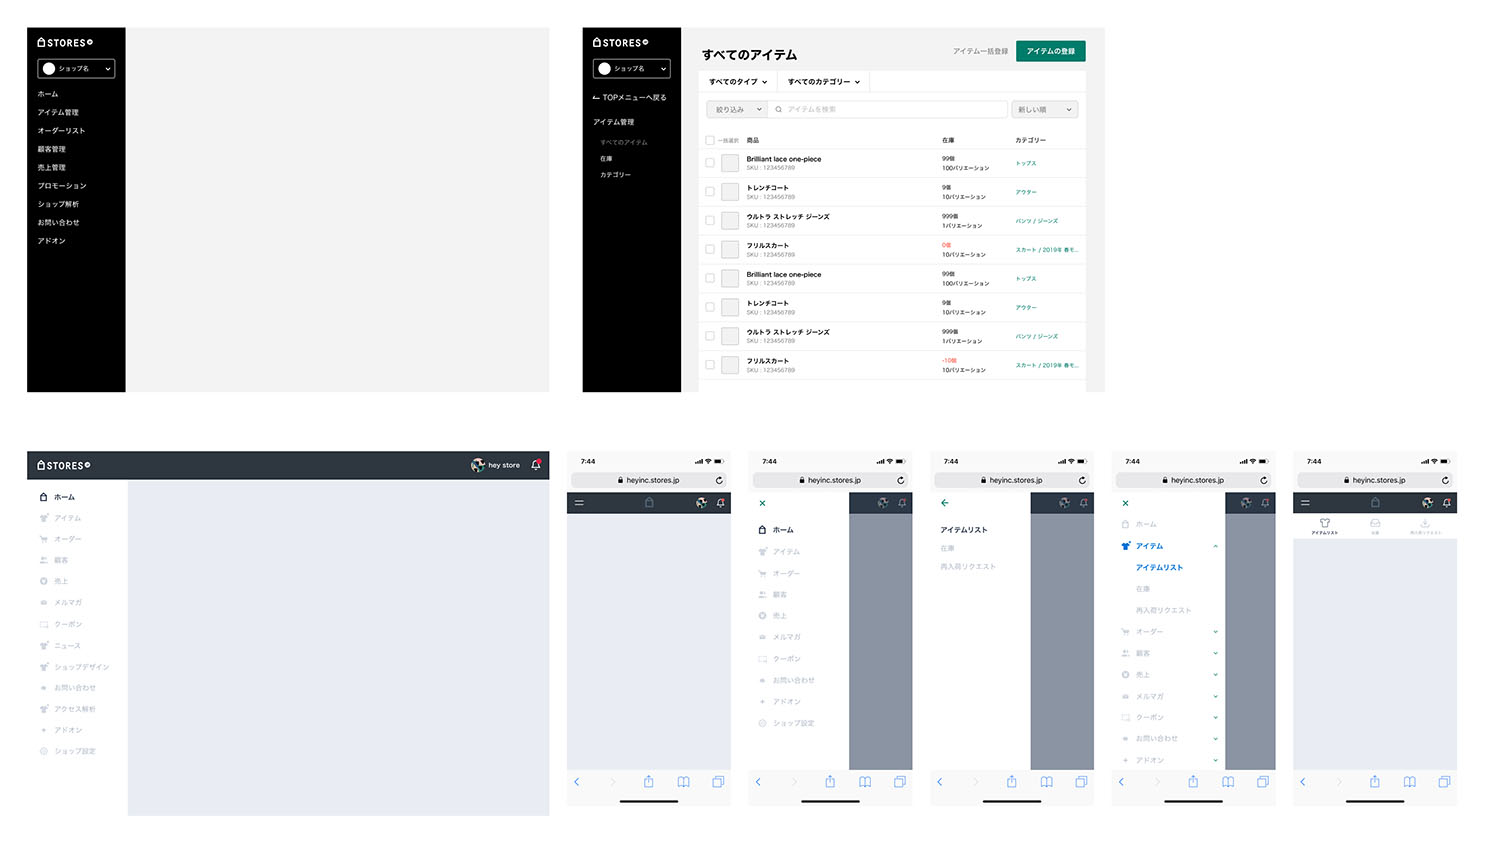 STORES
ショップ名
ホーム
アイテム管理
オーダーリスト
顧客管理
売上管理
プロモーション
ショップ解析
お問い合わせ
アドオン
STORES
ショップ名
TOPメニューへ戻る
アイテム管理
すべてのアイテム
在庫
カテゴリー
すべてのアイテム
アイテム一括登録
アイテムの登録
すべてのタイプ
すべてのカテゴリー
絞り込み
アイテムを検索
新しい順
一括選択 商品 在庫 カテゴリー
Brilliant lace one-piece 99個 トップス
SKU : 123456789 100バリエーション
トレンチコート 9個 アウター
SKU : 123456789 10バリエーション
ウルトラ ストレッチ ジーンズ 999個 パンツ / ジーンズ
SKU : 123456789 1バリエーション
フリルスカート 0個 スカート / 2019年 春モ...
SKU : 123456789 10バリエーション
Brilliant lace one-piece 99個 トップス
SKU : 123456789 100バリエーション
トレンチコート 9個 アウター
SKU : 123456789 10バリエーション
ウルトラ ストレッチ ジーンズ 999個 パンツ / ジーンズ
SKU : 123456789 1バリエーション
フリルスカート -10個 スカート / 2019年 春モ...
SKU : 123456789 10バリエーション
STORES
hey store
ホーム
アイテム
オーダー
顧客
売上
メルマガ
クーポン
ニュース
ショップデザイン
お問い合わせ
アクセス解析
アドオン
ショップ設定
7:44
heyinc.stores.jp
7:44
heyinc.stores.jp
ホーム
アイテム
オーダー
顧客
売上
メルマガ
クーポン
お問い合わせ
アドオン
ショップ設定
7:44
heyinc.stores.jp
アイテムリスト
在庫
再入荷リクエスト
7:44
heyinc.stores.jp
ホーム
アイテム
アイテムリスト
在庫
再入荷リクエスト
オーダー
顧客
売上
メルマガ
クーポン
お問い合わせ
アドオン
7:44
heyinc.stores.jp
アイテムリスト
在庫
再入荷リクエスト